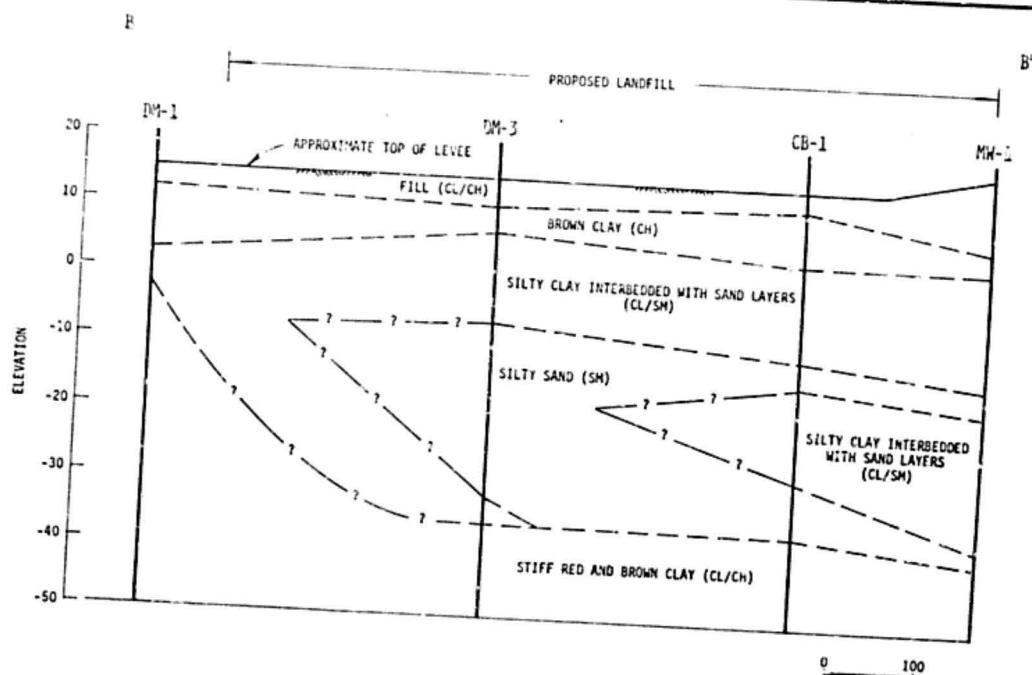 B
B'
PROPOSED LANDFILL
DM-1
DM-3
CB-1
20
APPROXIMATE TOP OF LEVEE
10
FILL (CL/CH)
BROWN CLAY (CH)
0
SILTY CLAY INTERBEDDED WITH SAND LAYERS
(CL/SM)
-10
? ? ?
?
ELEVATION
SILTY SAND (SM)
-20
?
?
? ?
?
SILTY CLAY INTERBEDDED
WITH SAND LAYERS
(CL/SM)
-30
?
?
?
-40
?
?
STIFF RED AND BROWN CLAY (CL/CH)
-50
0 100